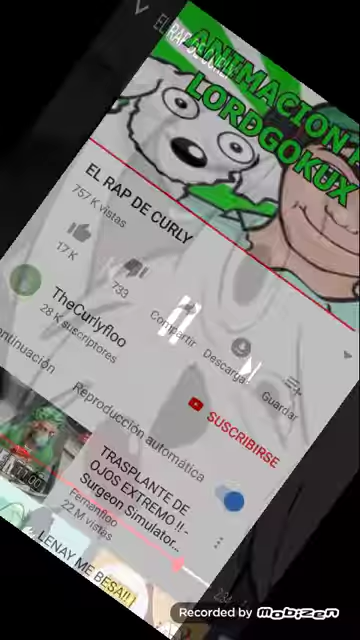 EL RAP DE CURLY
ANIMACION
LORDGOKUX
EL RAP DE CURLY
757 K vistas
17 K
733
Compartir
Descargar
Guardar
TheCurlyfloo
28 K suscriptores
SUSCRIBIRSE
Reproducción automática
TRASPLANTE DE
OJOS EXTREMO !! -
Surgeon Simulator...
Fernanfloo
22 M vistas
LENAY ME BESA!!
Recorded by Mobizen